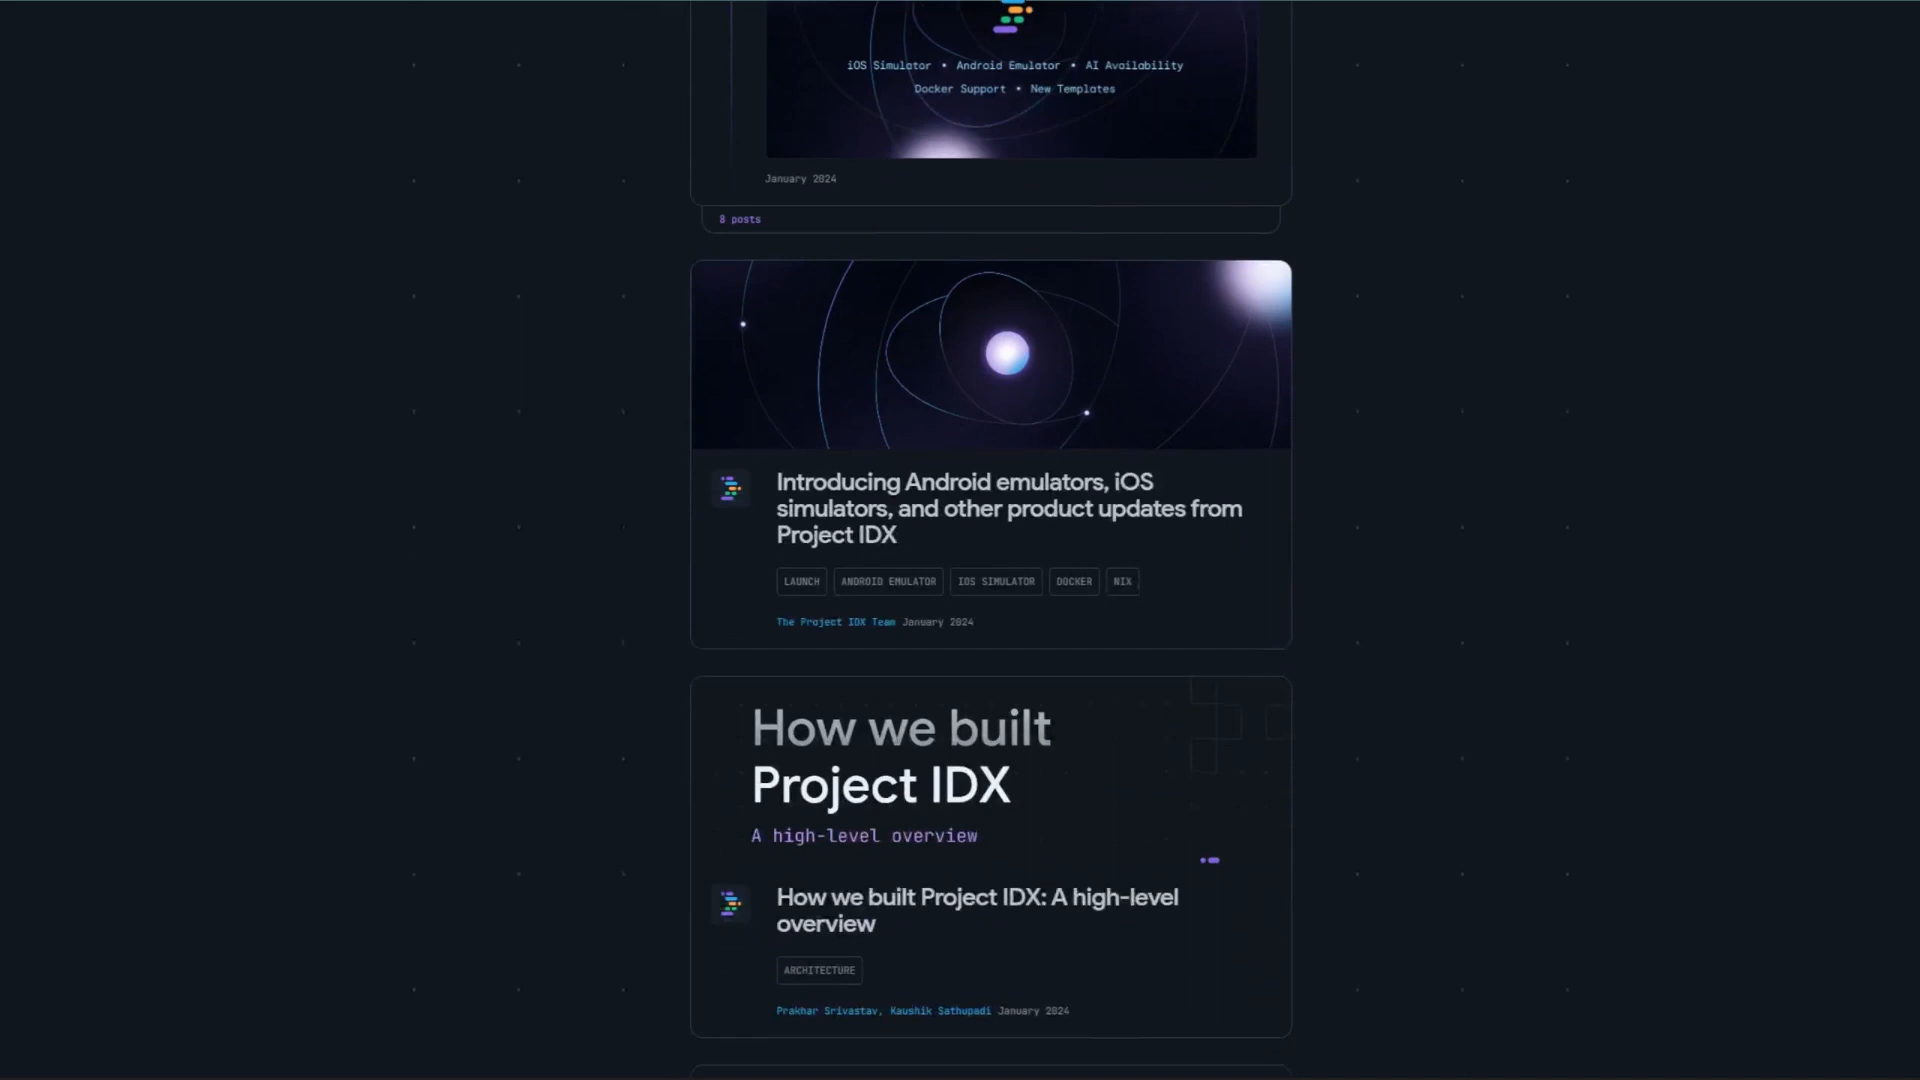 iOS Simulator • Android Emulator • AI Availability
Docker Support • New Templates
January 2024
8 posts
Introducing Android emulators, iOS
simulators, and other product updates from
Project IDX
LAUNCH ANDROID EMULATOR IOS SIMULATOR DOCKER NIX
The Project IDX Team January 2024
How we built
Project IDX
A high-level overview
How we built Project IDX: A high-level
overview
ARCHITECTURE
Prakhar Srivastav, Kaushik Sathupadi January 2024